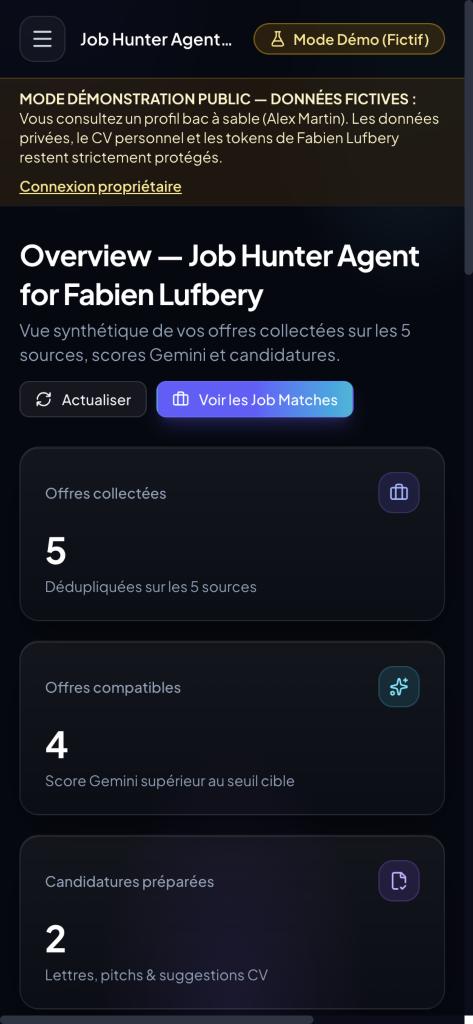 Job Hunter Agent...
Mode Démo (Fictif)
MODE DÉMONSTRATION PUBLIC — DONNÉES FICTIVES :
Vous consultez un profil bac à sable (Alex Martin). Les données
privées, le CV personnel et les tokens de Fabien Lufbery
restent strictement protégés.
Connexion propriétaire
Overview — Job Hunter Agent
for Fabien Lufbery
Vue synthétique de vos offres collectées sur les 5
sources, scores Gemini et candidatures.
Actualiser
Voir les Job Matches
Offres collectées
5
Dédupliquées sur les 5 sources
Offres compatibles
4
Score Gemini supérieur au seuil cible
Candidatures préparées
2
Lettres, pitchs & suggestions CV